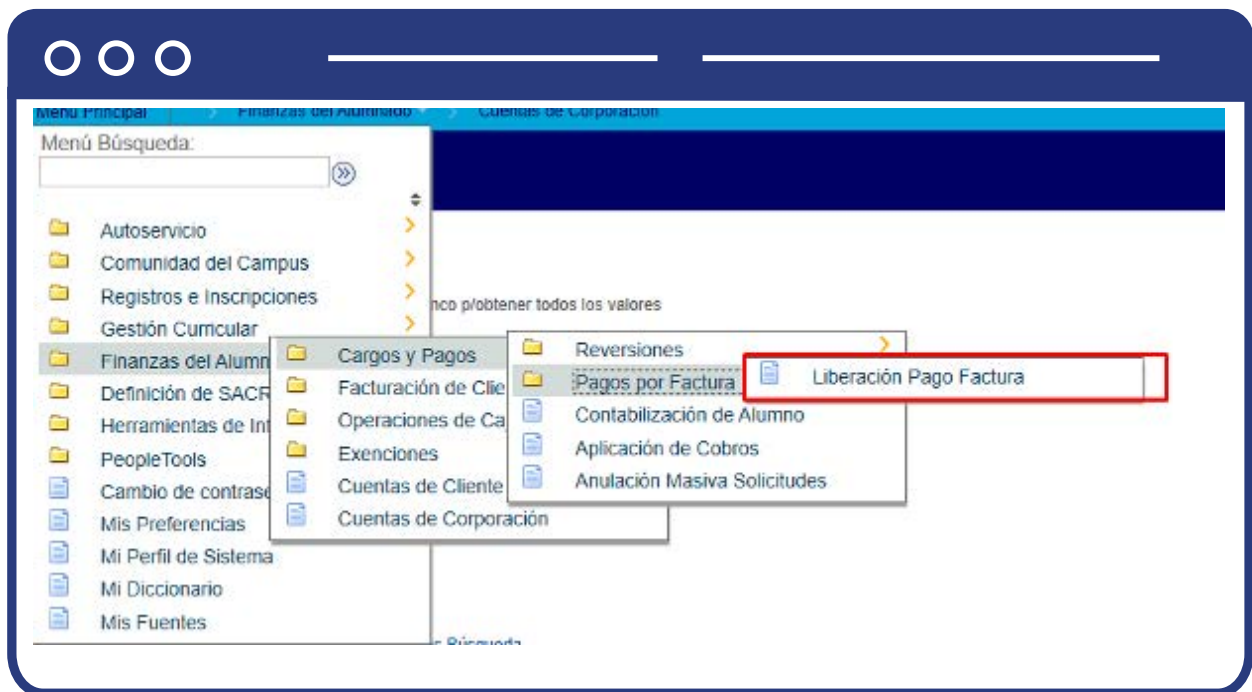 Menú Principal > Finanzas del Alumnado > Cuentas de Corporación
Menú Búsqueda:
Autoservicio
Comunidad del Campus
Registros e Inscripciones
nco p/obtener todos los valores
Gestión Curricular
Finanzas del Alumn
Definición de SACR
Herramientas de Int
PeopleTools
Cambio de contrase
Mis Preferencias
Mi Perfil de Sistema
Mi Diccionario
Mis Fuentes
Cargos y Pagos
Facturación de Clie
Operaciones de Ca
Exenciones
Cuentas de Cliente
Cuentas de Corporación
Reversiones
Pagos por Factura
Contabilización de Alumno
Aplicación de Cobros
Anulación Masiva Solicitudes
Liberación Pago Factura
Búsqueda